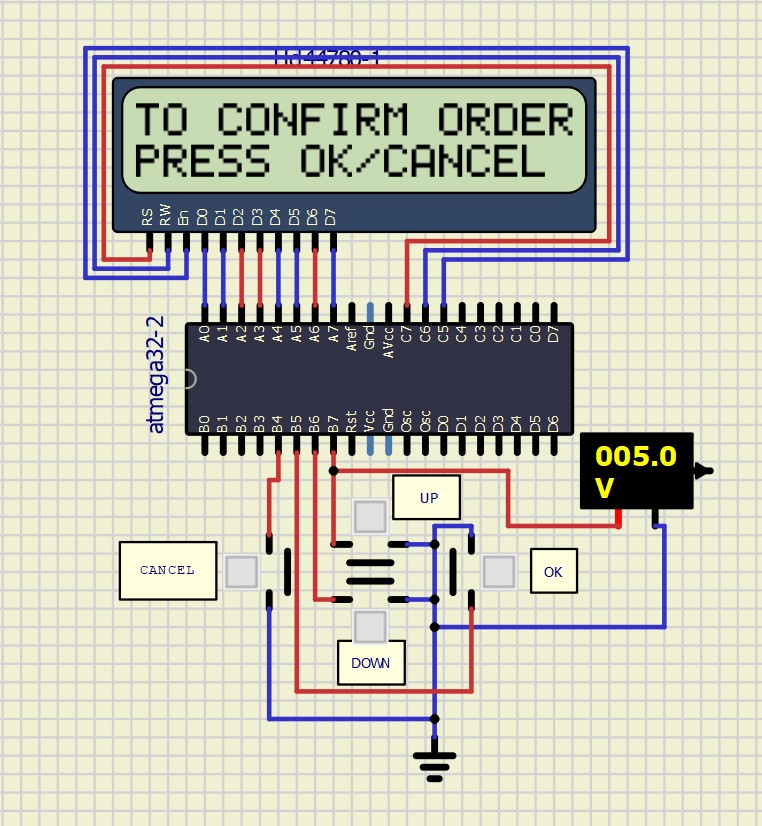 Hd44780-1
TO CONFIRM ORDER
PRESS OK/CANCEL
RS RW En D0 D1 D2 D3 D4 D5 D6 D7
atmega32-2
A0 A1 A2 A3 A4 A5 A6 A7 Aref Gnd AVcc C7 C6 C5 C4 C3 C2 C1 C0 D7
B0 B1 B2 B3 B4 B5 B6 B7 Rst Vcc Gnd Osc Osc D0 D1 D2 D3 D4 D5 D6
005.0
V
UP
CANCEL
OK
DOWN